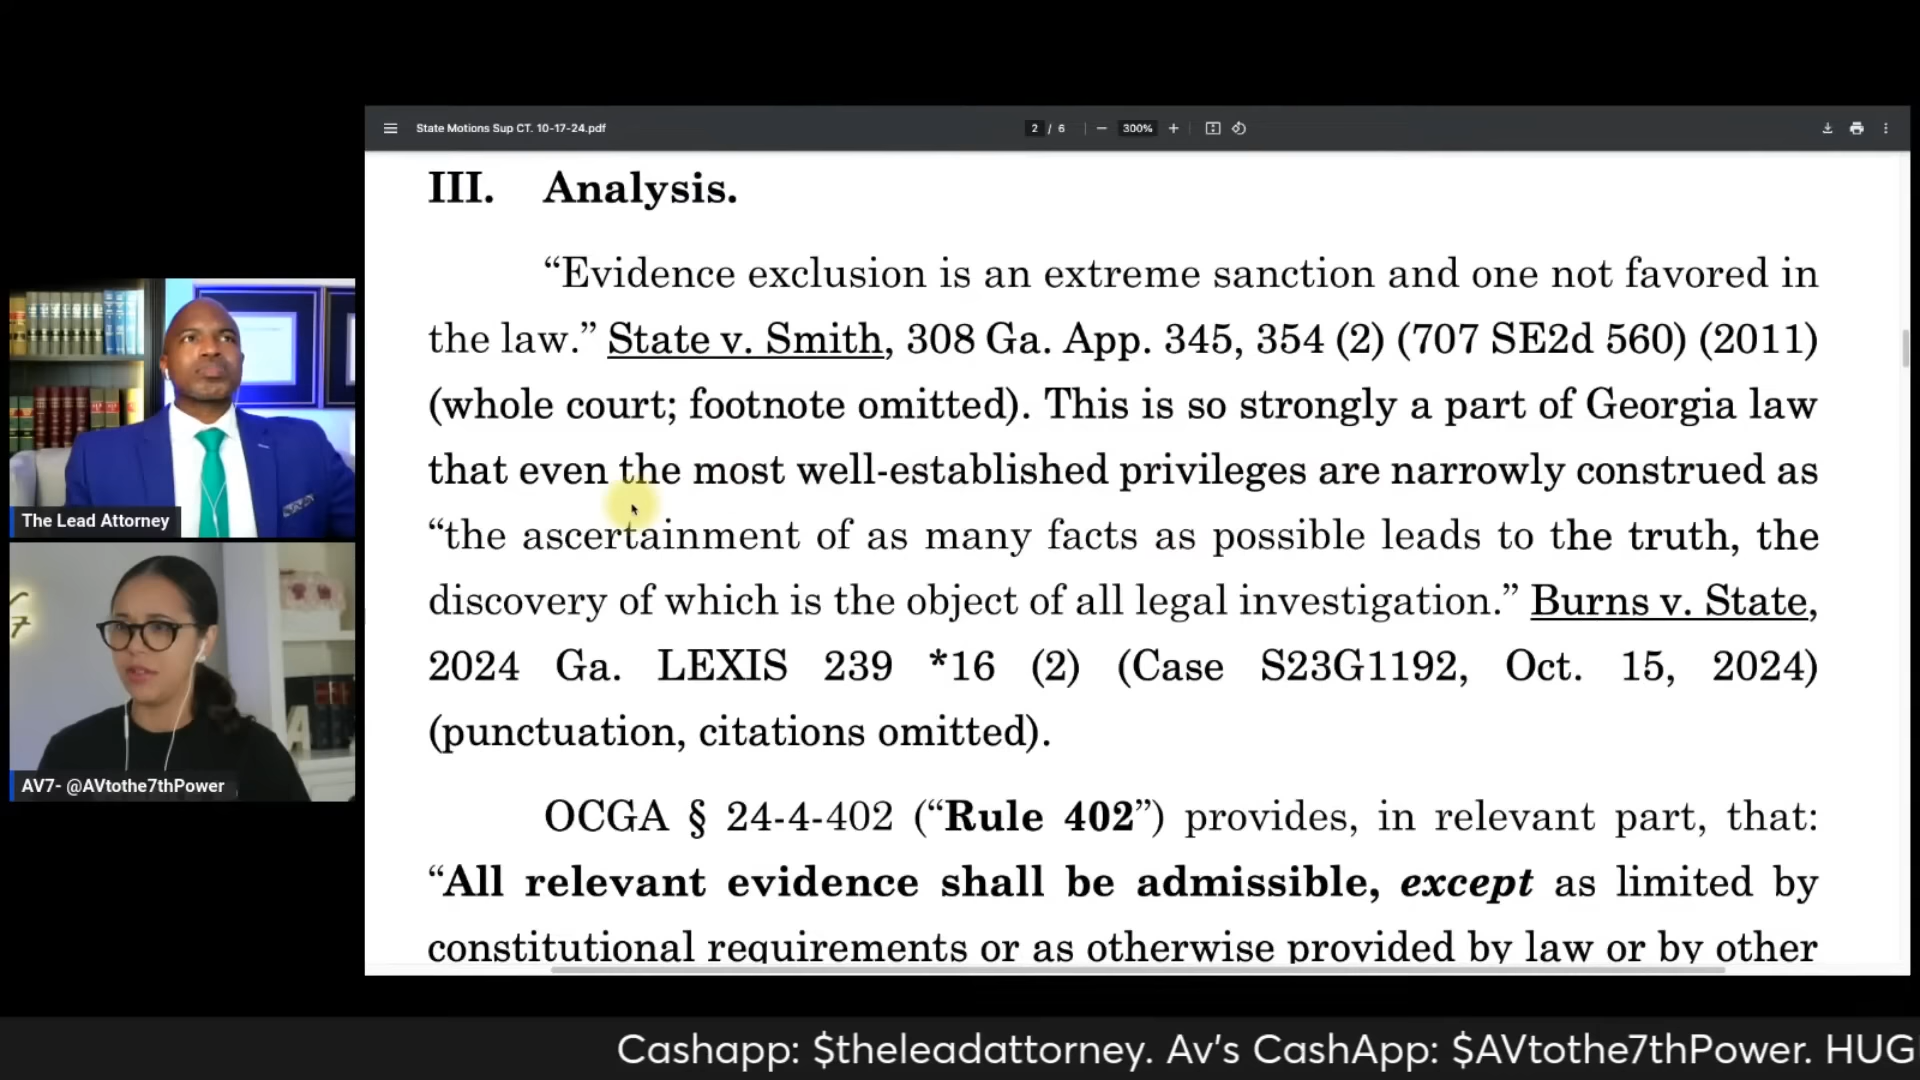 State Motions Sup CT. 10-17-24.pdf
2 / 6
300%
III. Analysis.
“Evidence exclusion is an extreme sanction and one not favored in
the law.” State v. Smith, 308 Ga. App. 345, 354 (2) (707 SE2d 560) (2011)
(whole court; footnote omitted). This is so strongly a part of Georgia law
that even the most well-established privileges are narrowly construed as
“the ascertainment of as many facts as possible leads to the truth, the
discovery of which is the object of all legal investigation.” Burns v. State,
2024 Ga. LEXIS 239 *16 (2) (Case S23G1192, Oct. 15, 2024)
(punctuation, citations omitted).
OCGA § 24-4-402 (“Rule 402”) provides, in relevant part, that:
“All relevant evidence shall be admissible, except as limited by
constitutional requirements or as otherwise provided by law or by other
The Lead Attorney
7
A
AV7- @AVtothe7thPower
Cashapp: $theleadattorney. Av's CashApp: $AVtothe7thPower. HUG